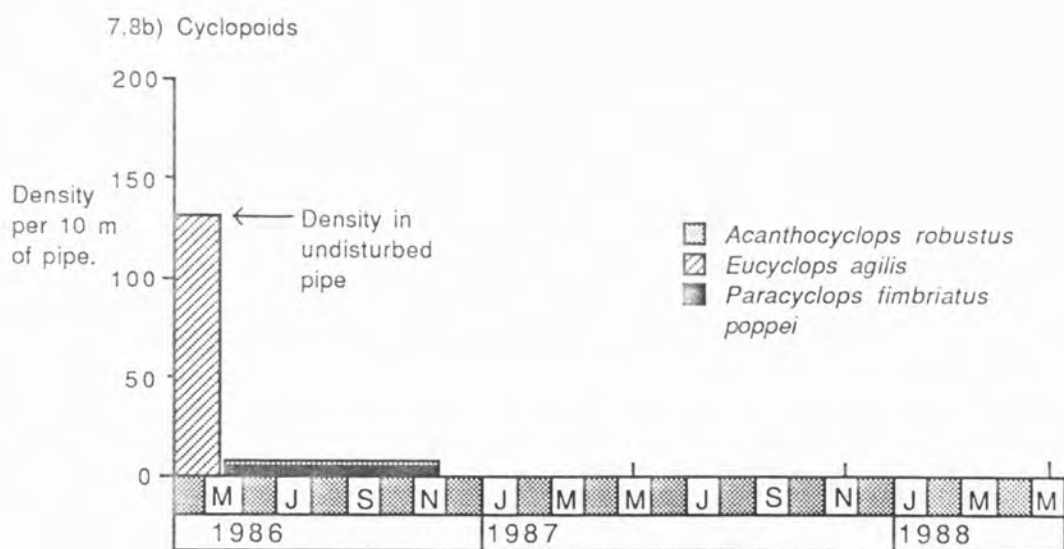 7.8b) Cyclopoids
200
150
100
50
0
Density
per 10 m
of pipe.
Density in
undisturbed
pipe
Acanthocyclops robustus
Eucyclops agilis
Paracyclops fimbriatus
poppei
M J S N J M M J S N J M M
1986 1987 1988